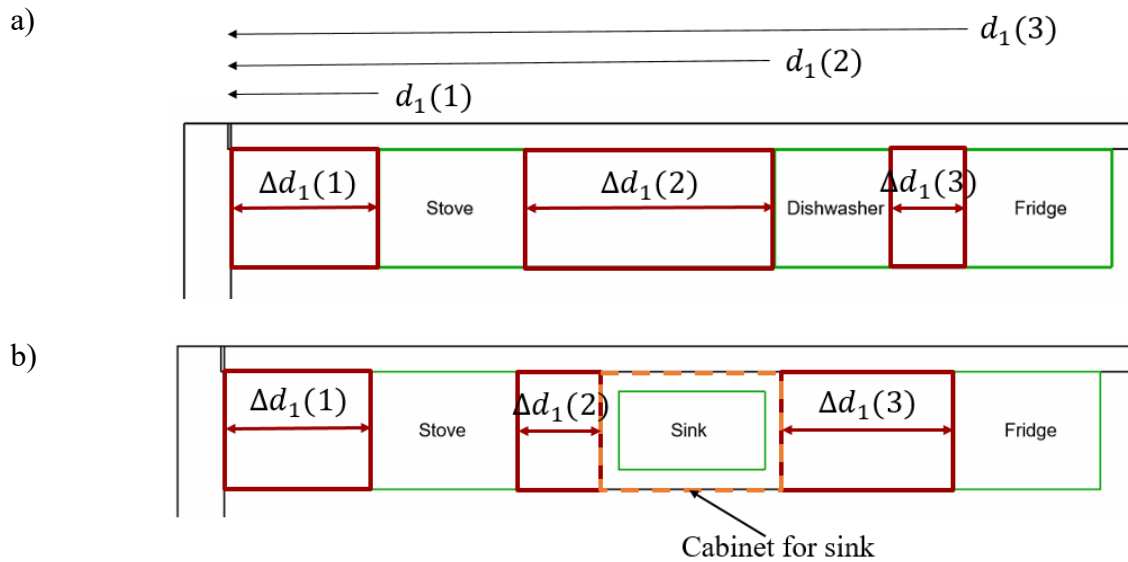 a)
d₁(3)
d₁(2)
d₁(1)
Δd₁(1) Δd₁(2) Δd₁(3)
Stove Dishwasher Fridge
b)
Δd₁(1) Δd₁(2) Δd₁(3)
Stove Sink Fridge
Cabinet for sink